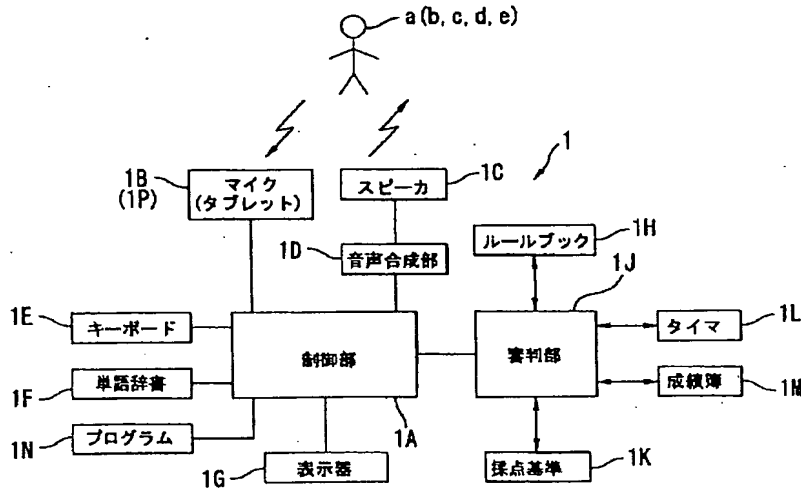 a(b, c, d, e)
1
1B
(1P)
マイク
(タブレット)
スピーカ
1C
1D
音声合成部
ルールブック
1H
1J
1E
キーボード
制御部
審判部
タイマ
1L
1F
単語辞書
成績簿
1M
1N
プログラム
1A
1G
表示器
採点基準
1K